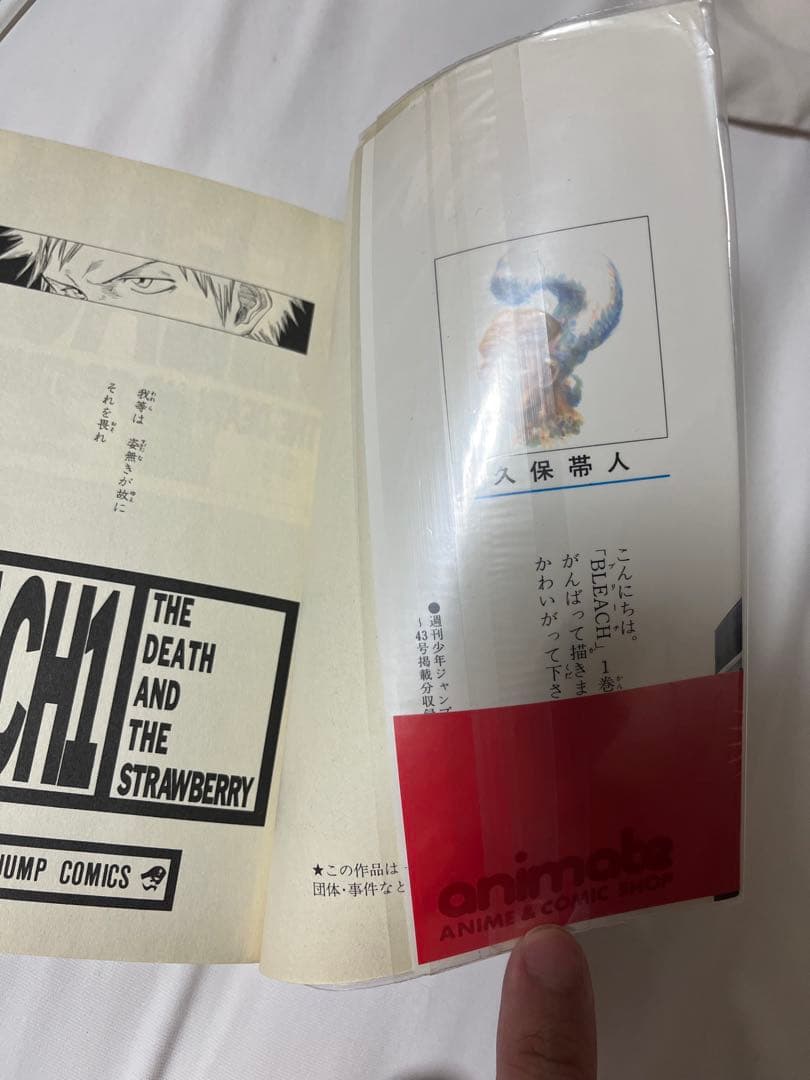 我等は 姿無きが故に
それを畏れ
CH1
THE
DEATH
AND
THE
STRAWBERRY
JUMP COMICS
久保帯人
こんにちは。
「BLEACH」1巻
がんばって描きま
かわいがって下さ
●週刊少年ジャンプ
〜43号掲載分収録
★この作品は
団体・事件など
animate
ANIME & COMIC SHOP